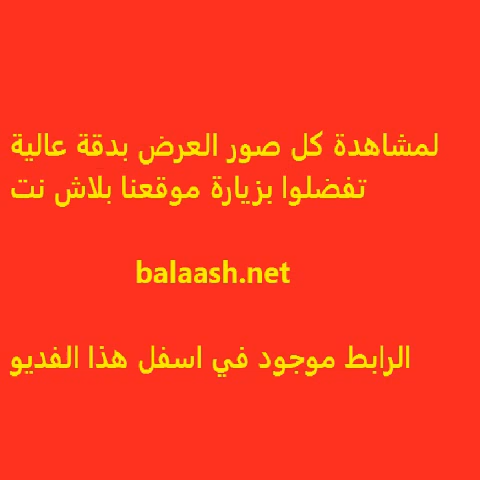 لمشاهدة كل صور العرض بدقة عالية
تفضلوا بزيارة موقعنا بلاش نت
balaash.net
الرابط موجود في اسفل هذا الفديو